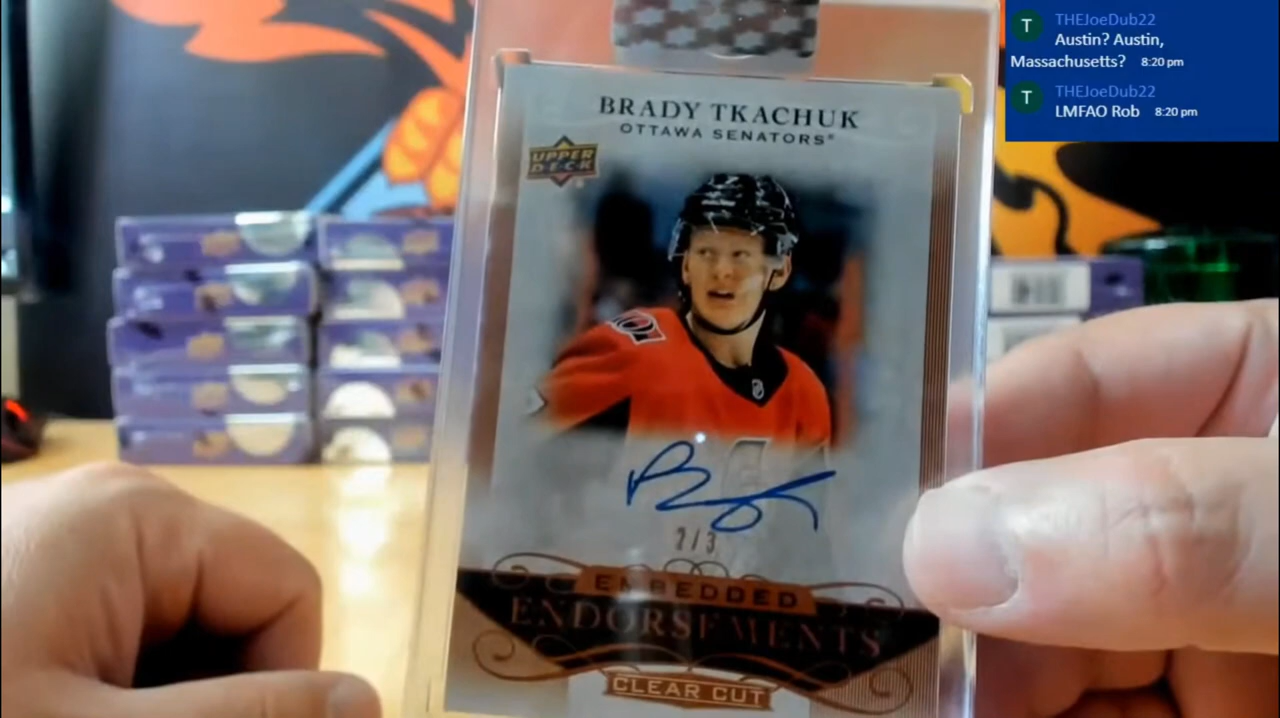 THEJoeDub22
Austin? Austin,
Massachusetts? 8:20 pm
THEJoeDub22
LMFAO Rob 8:20 pm
BRADY TKACHUK
OTTAWA SENATORS®
UPPER
DECK
2/3
EMBEDDED
ENDORSEMENTS
CLEAR CUT